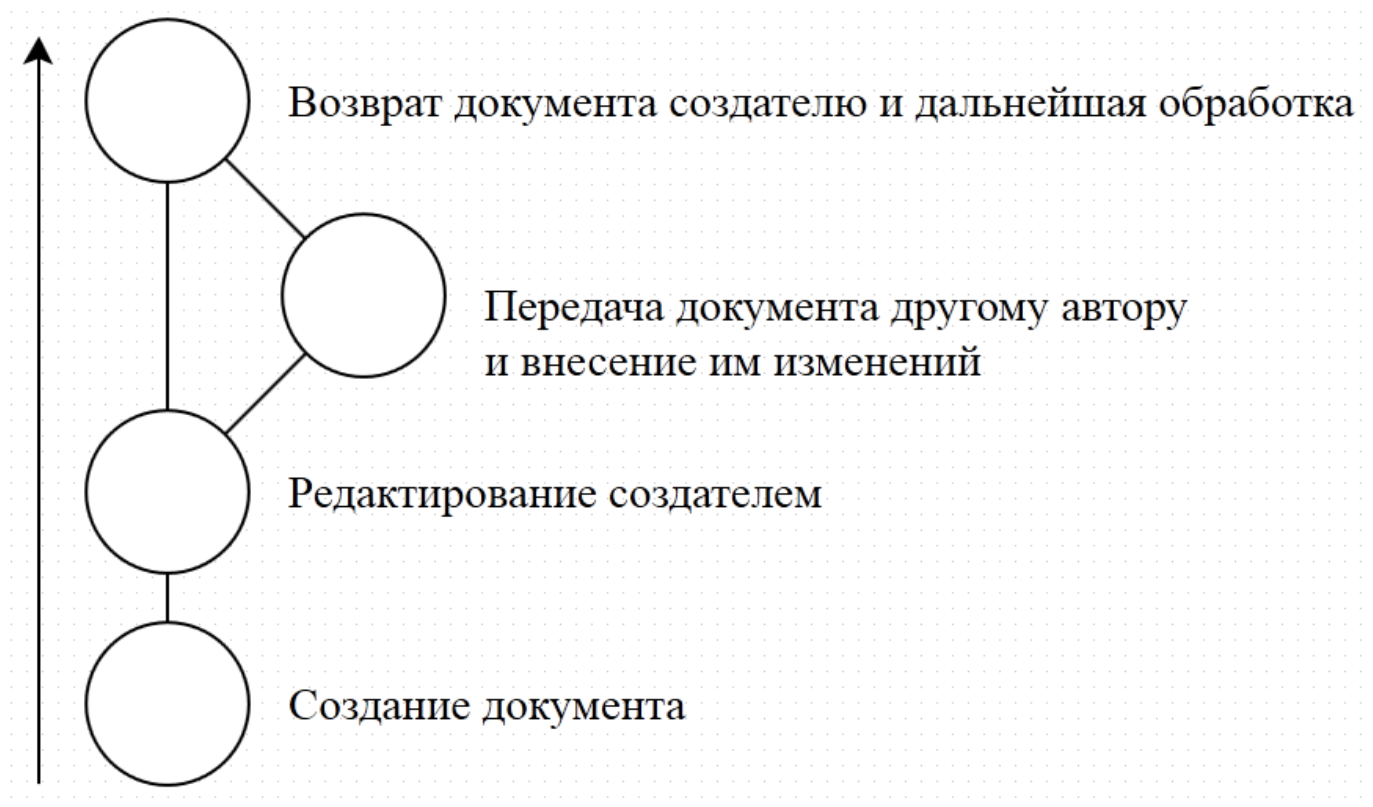 Возврат документа создателю и дальнейшая обработка
Передача документа другому автору
и внесение им изменений
Редактирование создателем
Создание документа